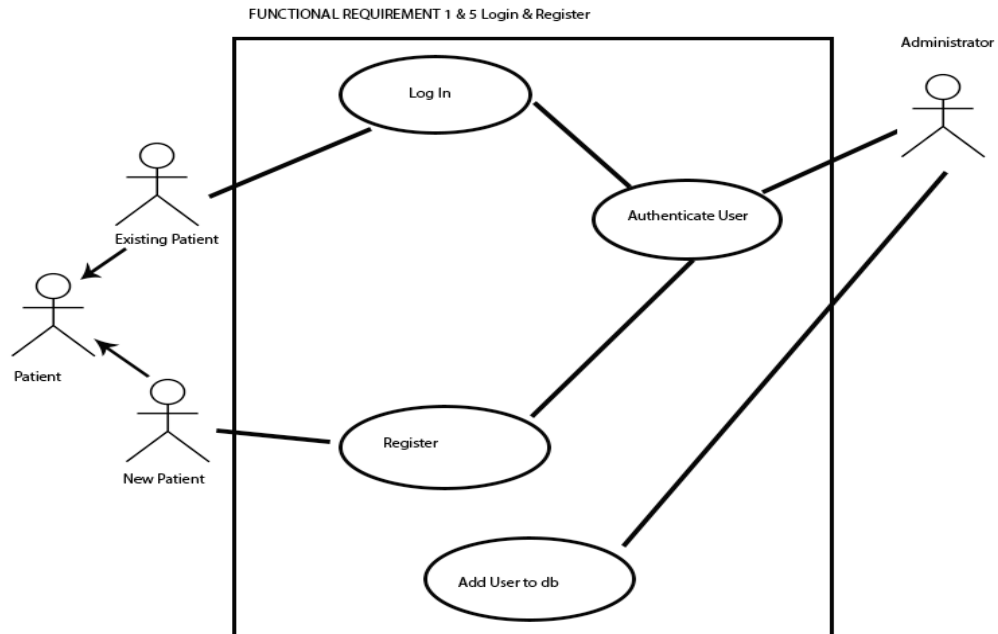 FUNCTIONAL REQUIREMENT 1 & 5 Login & Register
Administrator
Log In
Authenticate User
Existing Patient
Patient
Register
New Patient
Add User to db